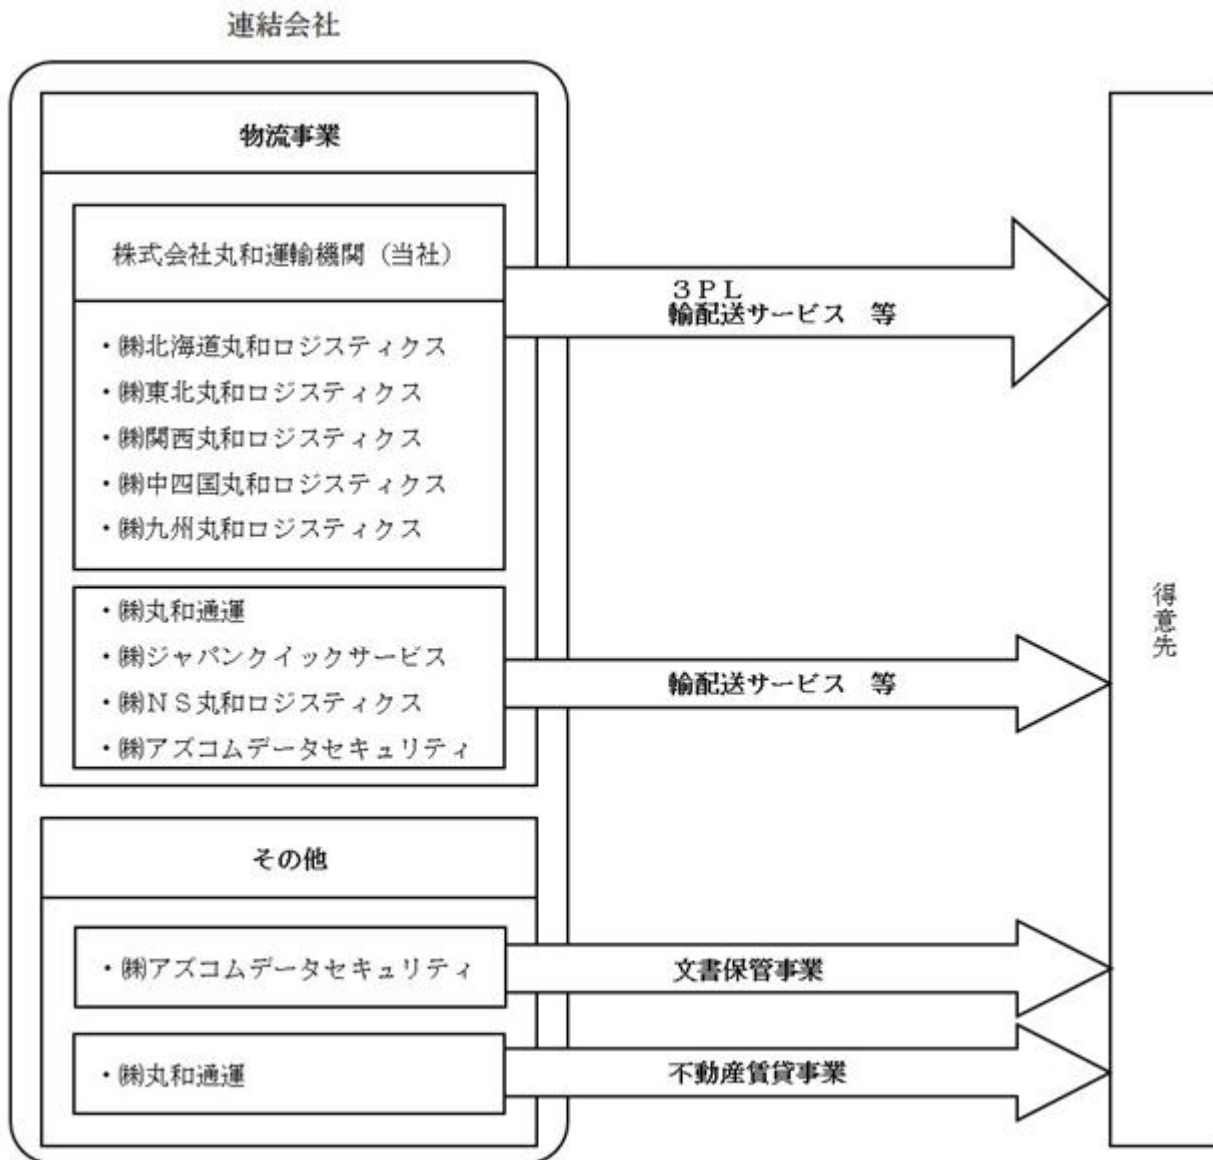 連結会社
物流事業
株式会社丸和運輸機関（当社）
・㈱北海道丸和ロジスティクス
・㈱東北丸和ロジスティクス
・㈱関西丸和ロジスティクス
・㈱中四国丸和ロジスティクス
・㈱九州丸和ロジスティクス
３ＰＬ
輸配送サービス　等
・㈱丸和通運
・㈱ジャパンクイックサービス
・㈱ＮＳ丸和ロジスティクス
・㈱アズコムデータセキュリティ
輸配送サービス　等
その他
・㈱アズコムデータセキュリティ
文書保管事業
・㈱丸和通運
不動産賃貸事業
得意先